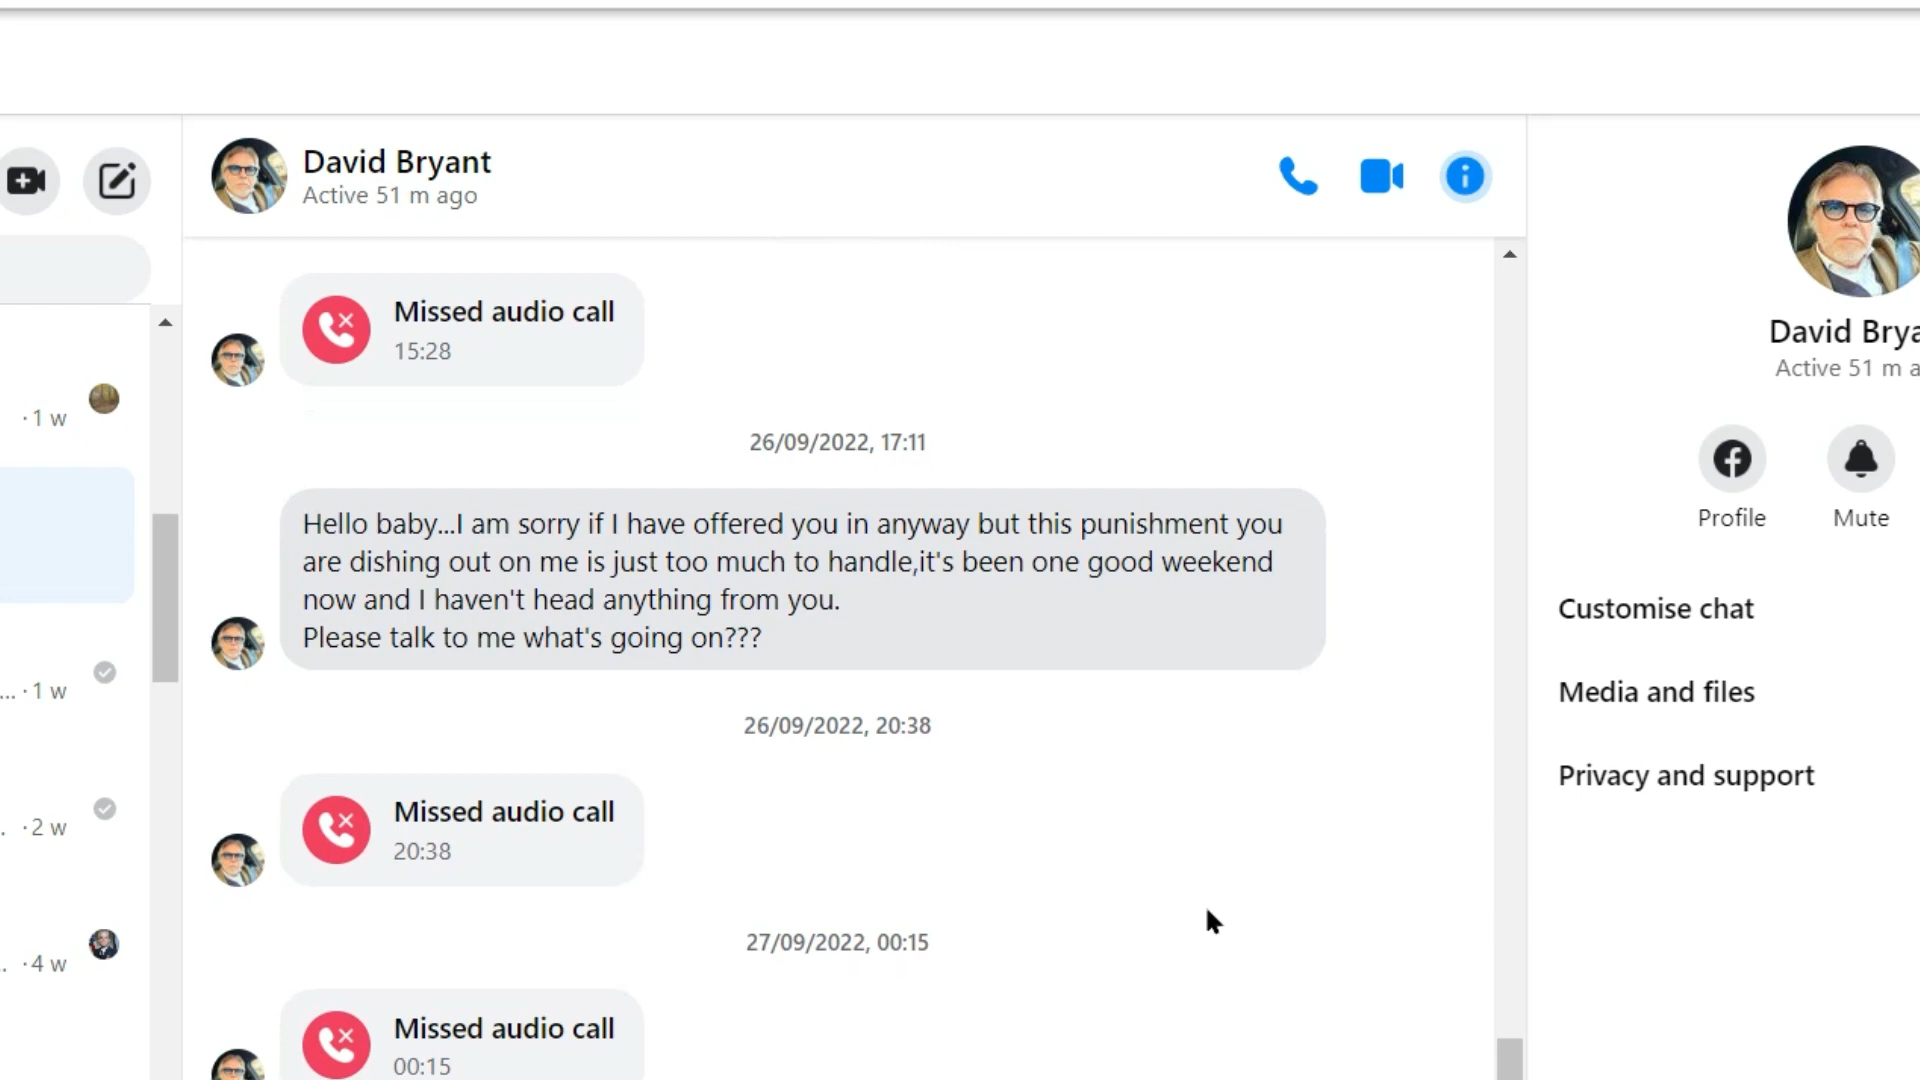 David Bryant
Active 51 m ago
Missed audio call
15:28
26/09/2022, 17:11
Hello baby...I am sorry if I have offered you in anyway but this punishment you
are dishing out on me is just too much to handle,it's been one good weekend
now and I haven't head anything from you.
Please talk to me what's going on???
26/09/2022, 20:38
Missed audio call
20:38
27/09/2022, 00:15
Missed audio call
00:15
· 1 w
... · 1 w
. · 2 w
. · 4 w
David Brya
Active 51 m a
Profile
Mute
Customise chat
Media and files
Privacy and support